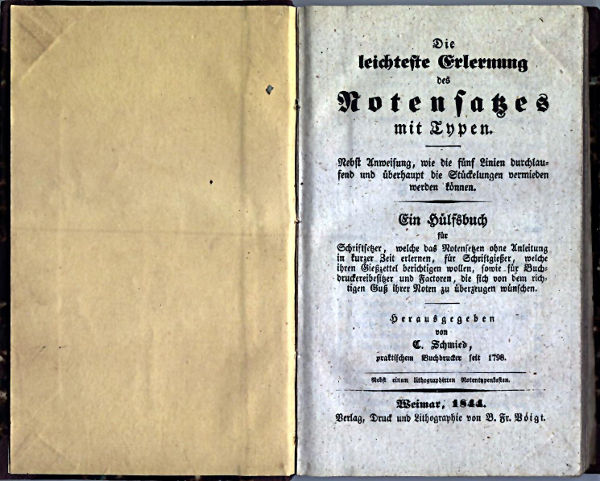 Die
leichteste Erlernung
des
Notensatzes
mit Typen.
Nebst Anweisung, wie die fünf Linien durchlau-
fend und überhaupt die Stückelungen vermieden
werden können.
Ein Hülfsbuch
für
Schriftsetzer, welche das Notensetzen ohne Anleitung
in kurzer Zeit erlernen, für Schriftgießer, welche
ihren Gießzettel berichtigen wollen, sowie für Buch-
druckereibesitzer und Factoren, die sich von dem rich-
tigen Guß ihrer Noten zu überzeugen wünschen.
Herausgegeben
von
C. Schmied,
praktischem Buchdrucker seit 1798.
Nebst einem lithographirten Notentypenkasten.
Weimar, 1844.
Verlag, Druck und Lithographie von B. Fr. Voigt.